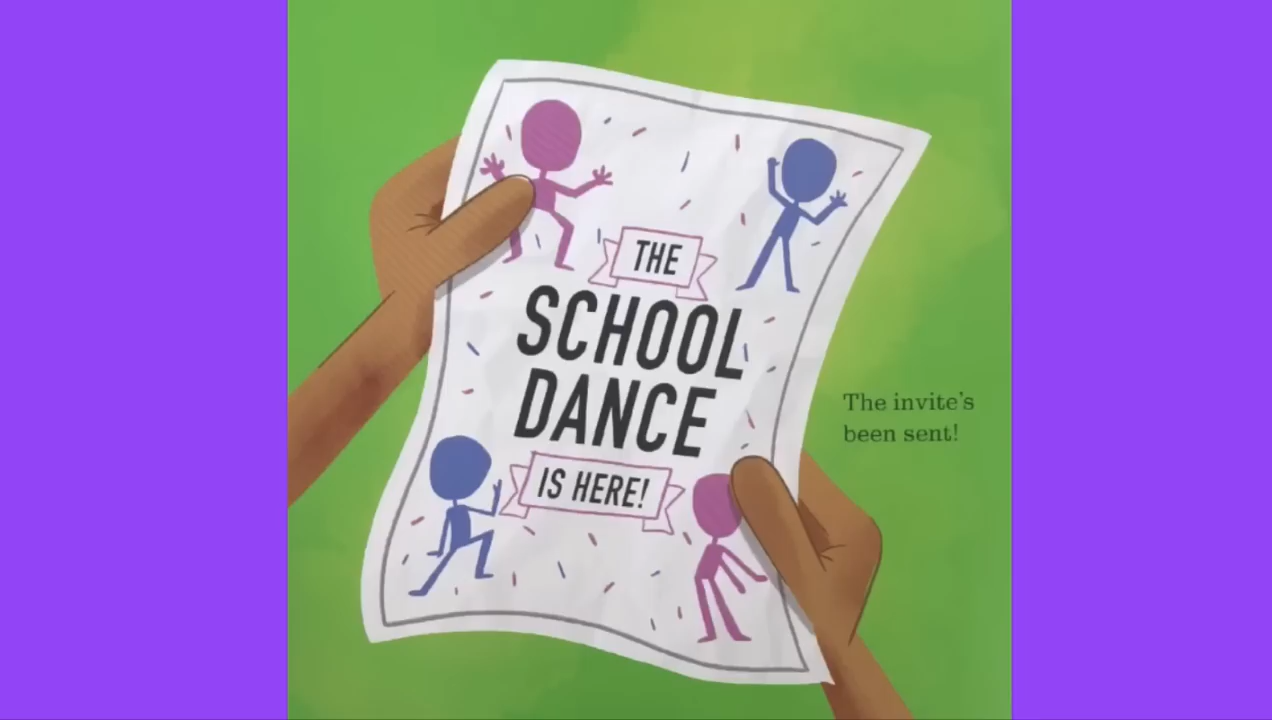 THE
SCHOOL
DANCE
IS HERE!
The invite's
been sent!